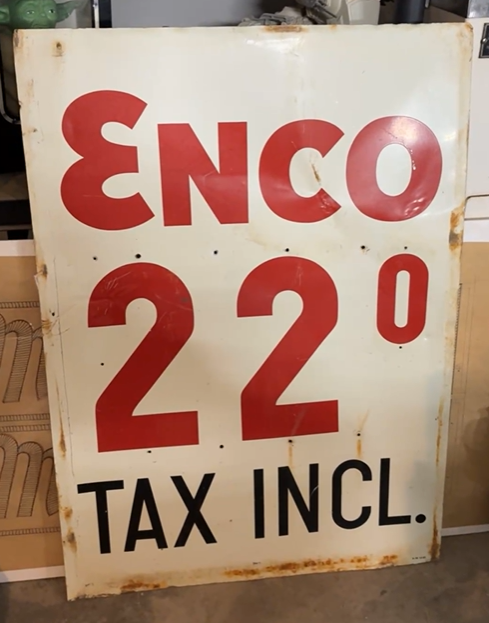 ENCO
22⁰
TAX INCL.